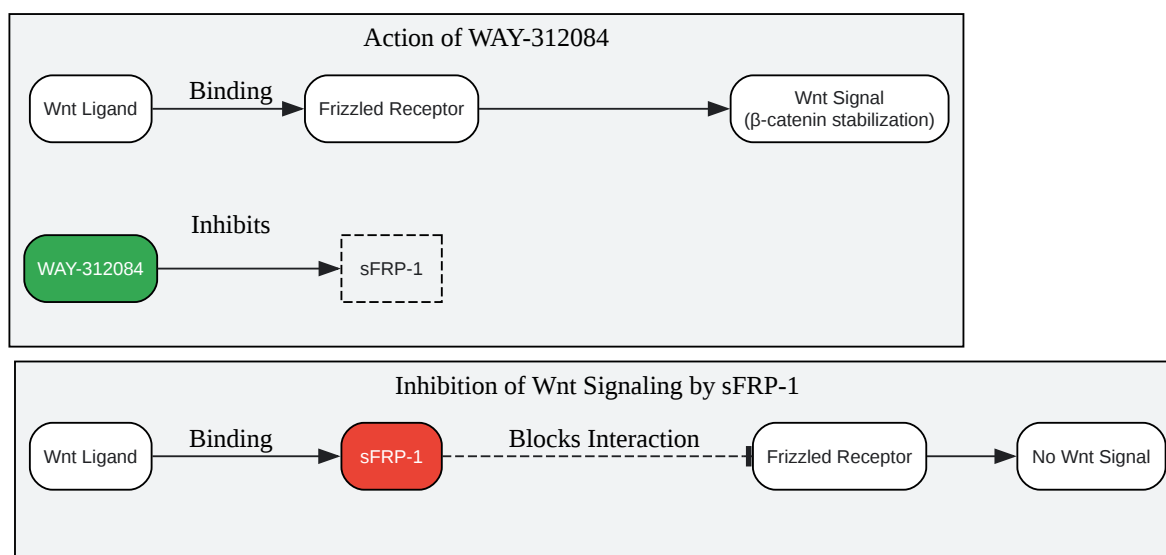 Action of WAY-312084
Binding
Wnt Ligand
Frizzled Receptor
Wnt Signal
(β-catenin stabilization)
Inhibits
WAY-312084
sFRP-1
Inhibition of Wnt Signaling by sFRP-1
Binding
Blocks Interaction
Wnt Ligand
sFRP-1
Frizzled Receptor
No Wnt Signal